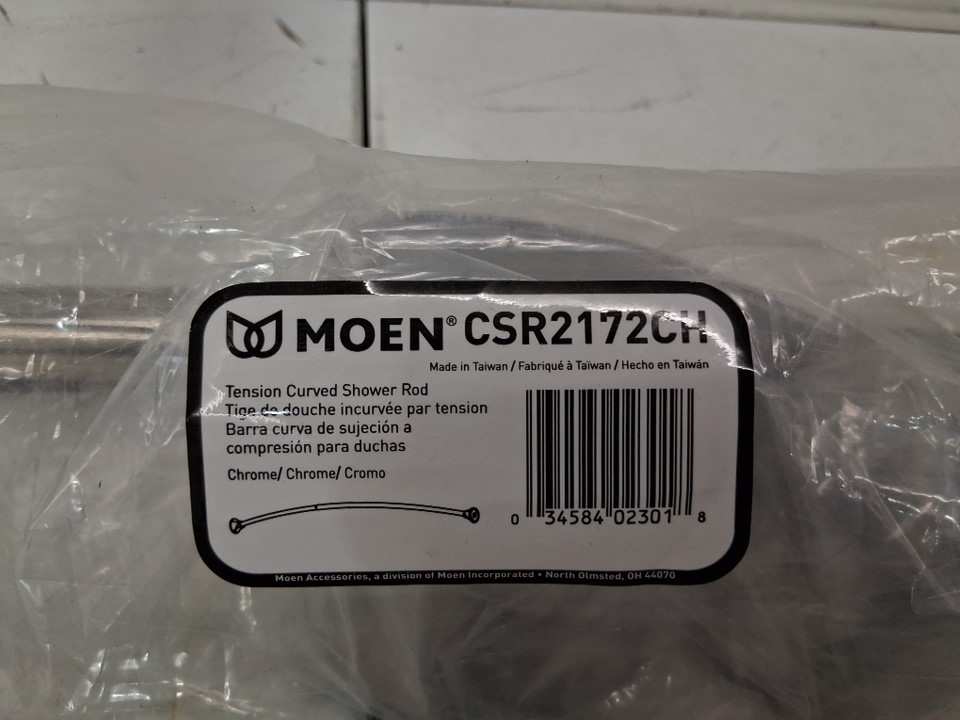 MOEN® CSR2172CH
Made in Taiwan / Fabriqué à Taïwan / Hecho en Taiwán
Tension Curved Shower Rod
Tige de douche incurvée par tension
Barra curva de sujeción a
compresión para duchas
Chrome/ Chrome/ Cromo
0 34584 02301 8
Moen Accessories, a division of Moen Incorporated • North Olmsted, OH 44070